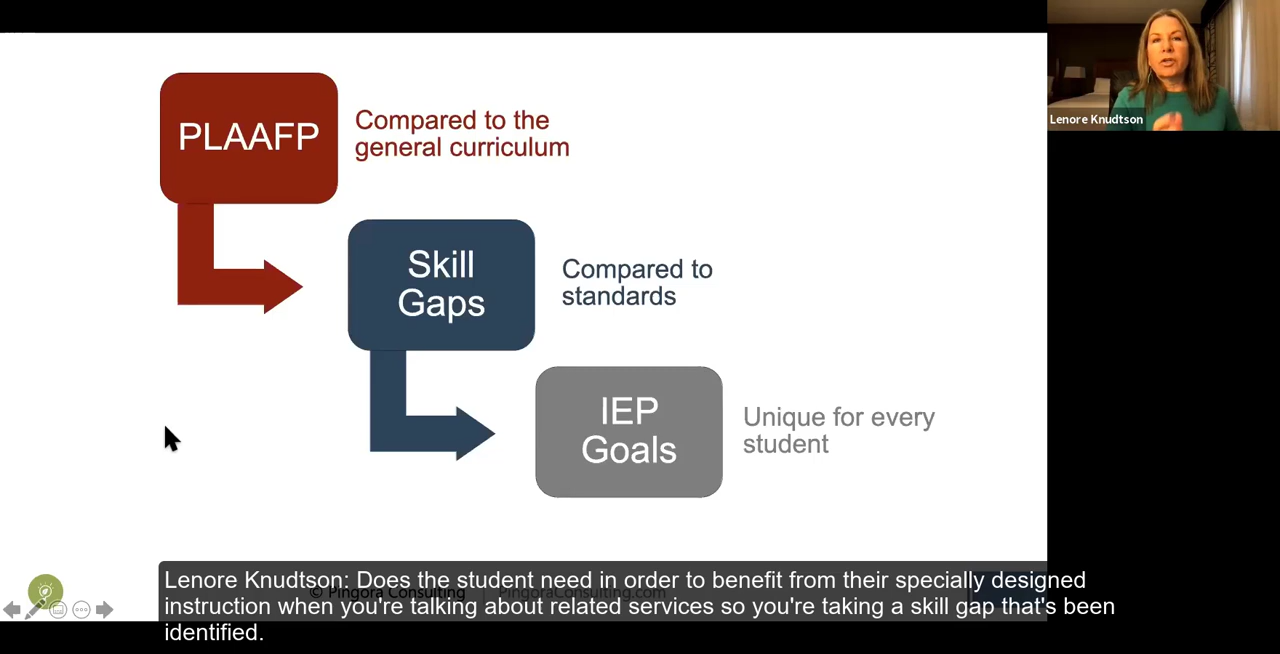 Lenore Knudtson
PLAAFP
Compared to the
general curriculum
Skill
Gaps
Compared to
standards
IEP
Goals
Unique for every
student
© Pingora Consulting | PingoraConsulting.com
Lenore Knudtson: Does the student need in order to benefit from their specially designed
instruction when you're talking about related services so you're taking a skill gap that's been
identified.